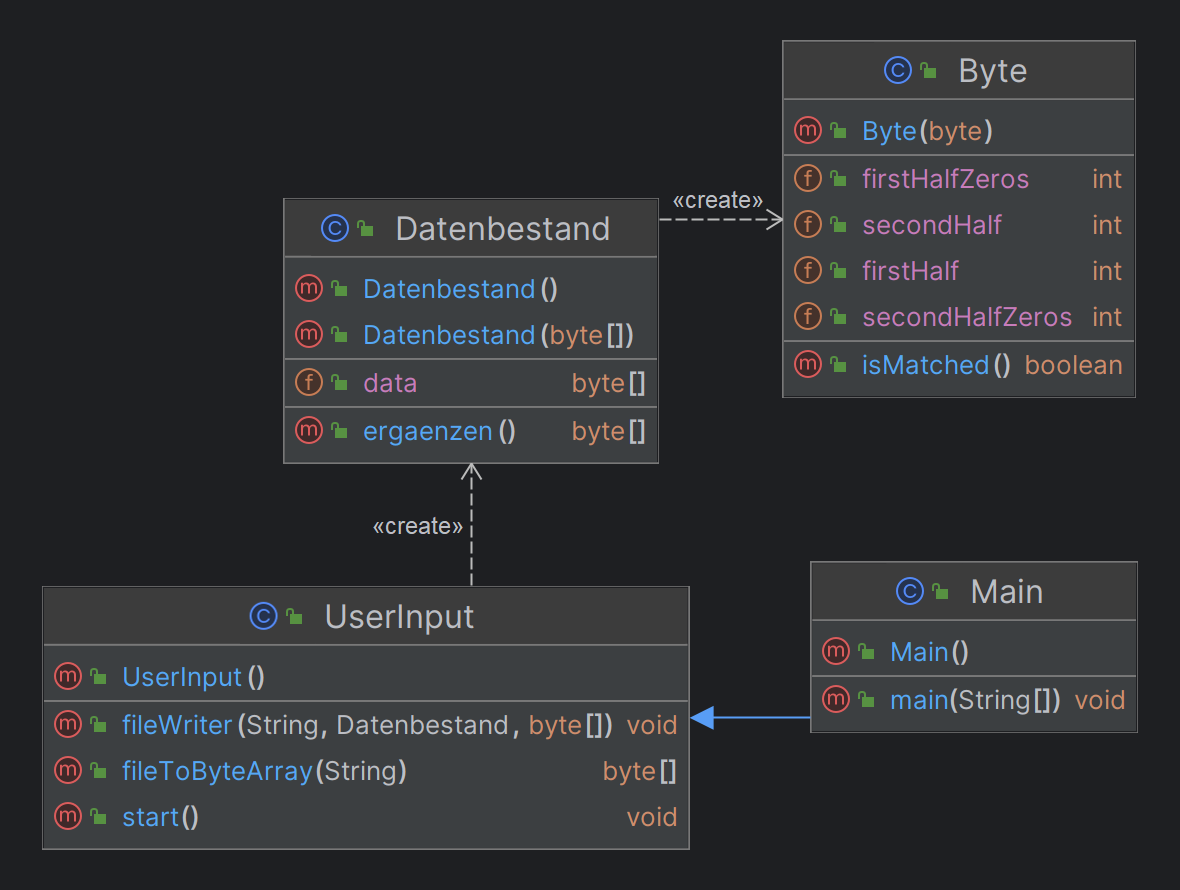 Byte
Byte(byte)
firstHalfZeros int
secondHalf int
firstHalf int
secondHalfZeros int
isMatched() boolean
«create»
Datenbestand
Datenbestand()
Datenbestand(byte[])
data byte[]
ergaenzen() byte[]
«create»
UserInput
UserInput()
fileWriter(String, Datenbestand, byte[]) void
fileToByteArray(String) byte[]
start() void
Main
Main()
main(String[]) void